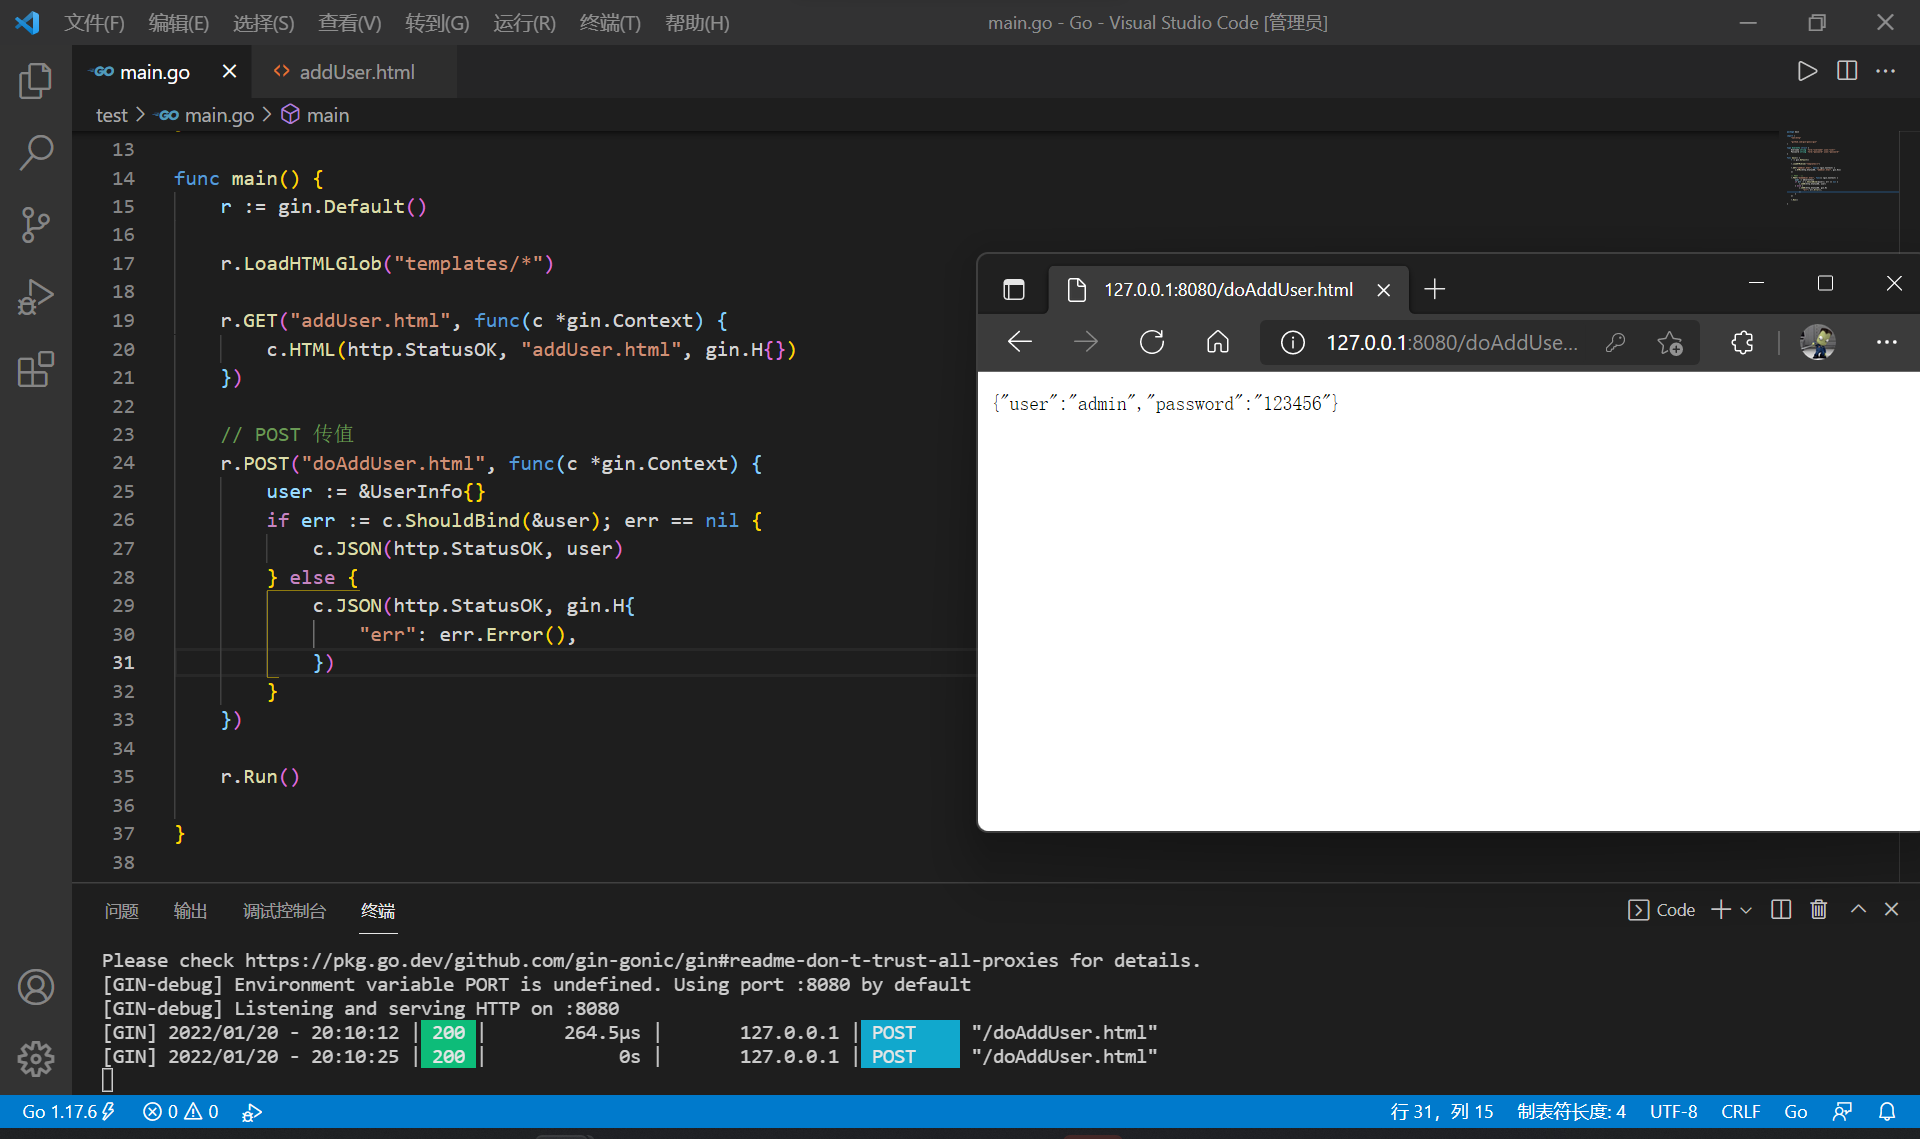 文件(F) 编辑(E) 选择(S) 查看(V) 转到(G) 运行(R) 终端(T) 帮助(H) main.go - Go - Visual Studio Code [管理员]
GO main.go addUser.html
test > GO main.go > main
13
14 func main() {
15 r := gin.Default()
16
17 r.LoadHTMLGlob("templates/*")
18
19 r.GET("addUser.html", func(c *gin.Context) {
20 c.HTML(http.StatusOK, "addUser.html", gin.H{})
21 })
22
23 // POST 传值
24 r.POST("doAddUser.html", func(c *gin.Context) {
25 user := &UserInfo{}
26 if err := c.ShouldBind(&user); err == nil {
27 c.JSON(http.StatusOK, user)
28 } else {
29 c.JSON(http.StatusOK, gin.H{
30 "err": err.Error(),
31 })
32 }
33 })
34
35 r.Run()
36
37 }
38
127.0.0.1:8080/doAddUser.html
127.0.0.1:8080/doAddUse...
{"user":"admin","password":"123456"}
问题 输出 调试控制台 终端 Code
Please check https://pkg.go.dev/github.com/gin-gonic/gin#readme-don-t-trust-all-proxies for details.
[GIN-debug] Environment variable PORT is undefined. Using port :8080 by default
[GIN-debug] Listening and serving HTTP on :8080
[GIN] 2022/01/20 - 20:10:12 | 200 | 264.5µs | 127.0.0.1 | POST "/doAddUser.html"
[GIN] 2022/01/20 - 20:10:25 | 200 | 0s | 127.0.0.1 | POST "/doAddUser.html"
Go 1.17.6 0 0 行 31，列 15 制表符长度: 4 UTF-8 CRLF Go